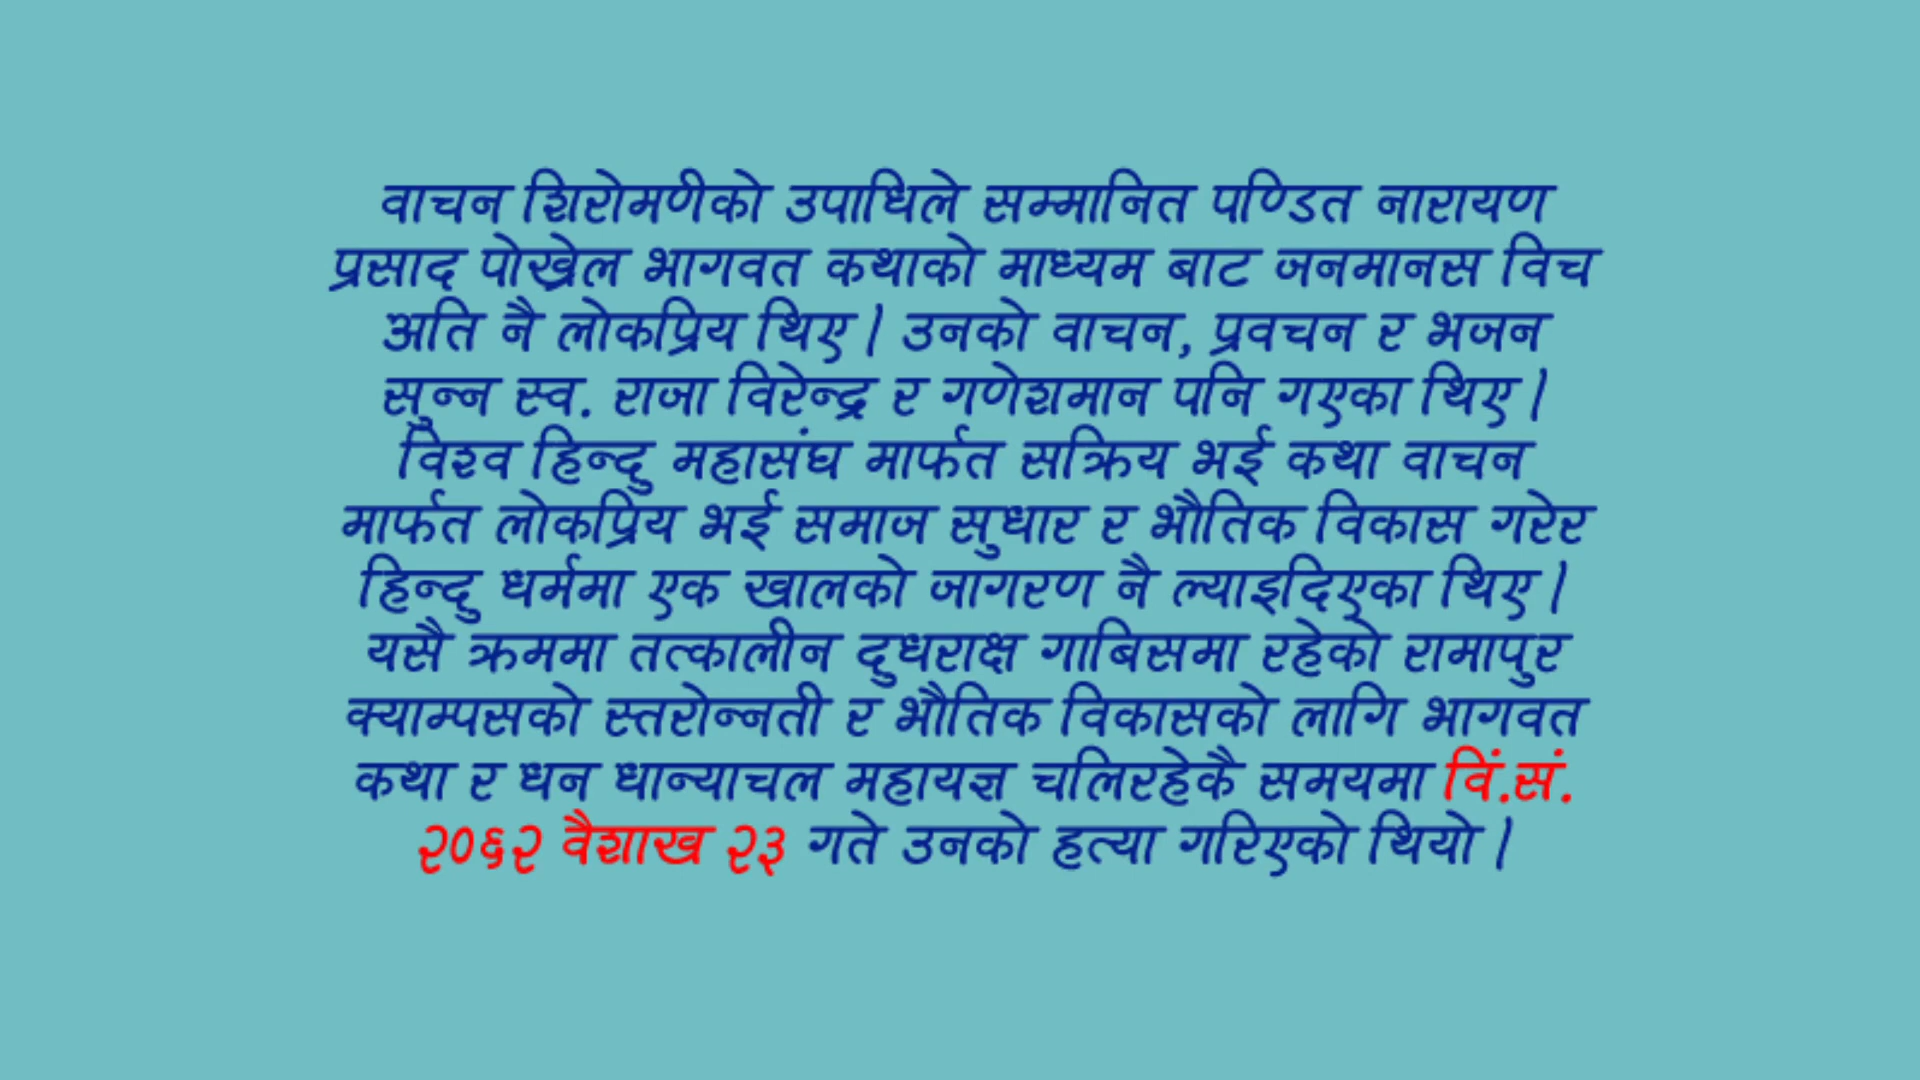 वाचन शिरोमणीको उपाधिले सम्मानित पण्डित नारायण
प्रसाद पोख्रेल भागवत कथाको माध्यम बाट जनमानस विच
अति नै लोकप्रिय थिए । उनको वाचन, प्रवचन र भजन
सुन्न स्व. राजा विरेन्द्र र गणेशमान पनि गएका थिए ।
विश्व हिन्दु महासंघ मार्फत सक्रिय भई कथा वाचन
मार्फत लोकप्रिय भई समाज सुधार र भौतिक विकास गरेर
हिन्दु धर्ममा एक खालको जागरण नै ल्याइदिएका थिए ।
यसै क्रममा तत्कालीन दुधराक्ष गाबिसमा रहेको रामापुर
क्याम्पसको स्तरोन्नती र भौतिक विकासको लागि भागवत
कथा र धन धान्याचल महायज्ञ चलिरहेकै समयमा विं.सं.
२०६२ वैशाख २३ गते उनको हत्या गरिएको थियो ।